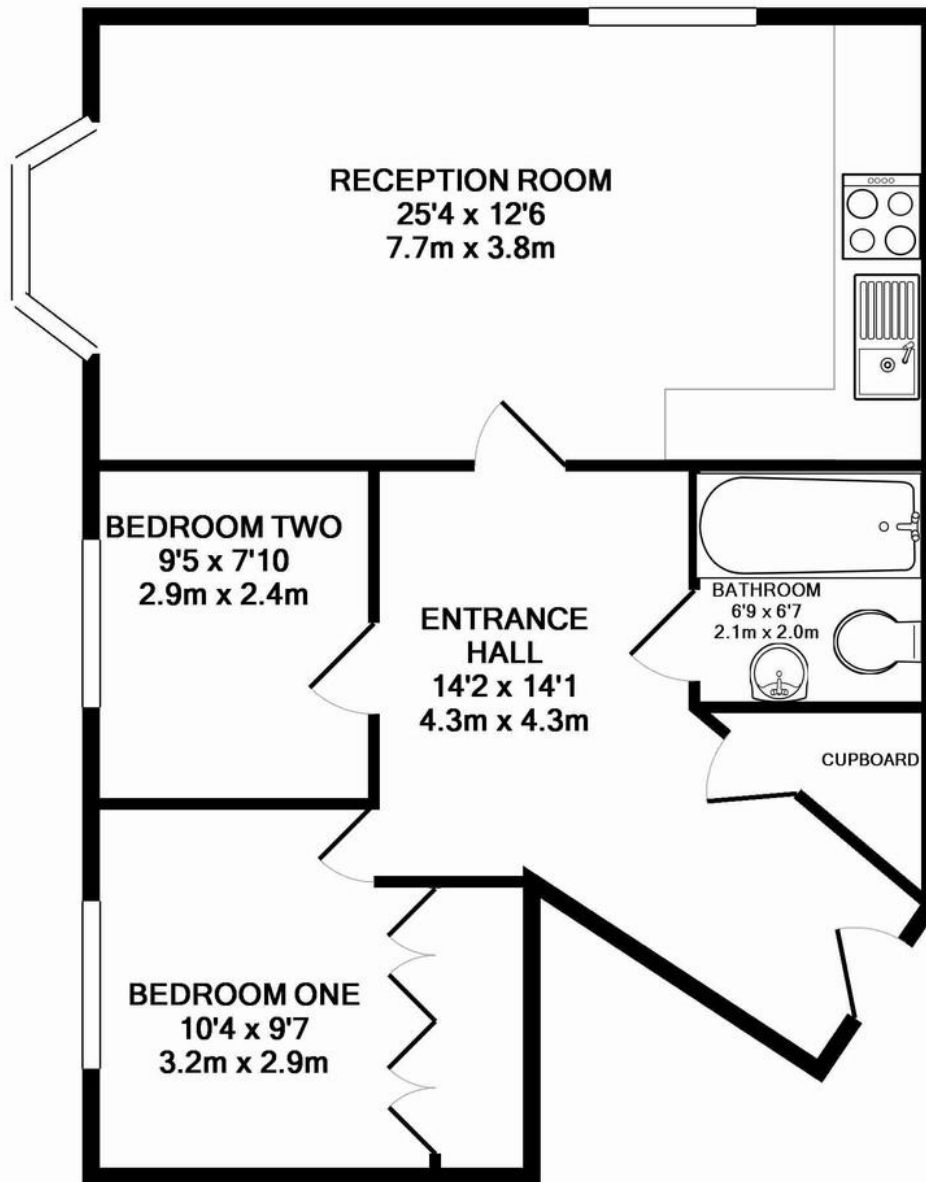 RECEPTION ROOM
25'4 x 12'6
7.7m x 3.8m
BEDROOM TWO
9'5 x 7'10
2.9m x 2.4m
ENTRANCE
HALL
14'2 x 14'1
4.3m x 4.3m
BATHROOM
6'9 x 6'7
2.1m x 2.0m
CUPBOARD
BEDROOM ONE
10'4 x 9'7
3.2m x 2.9m